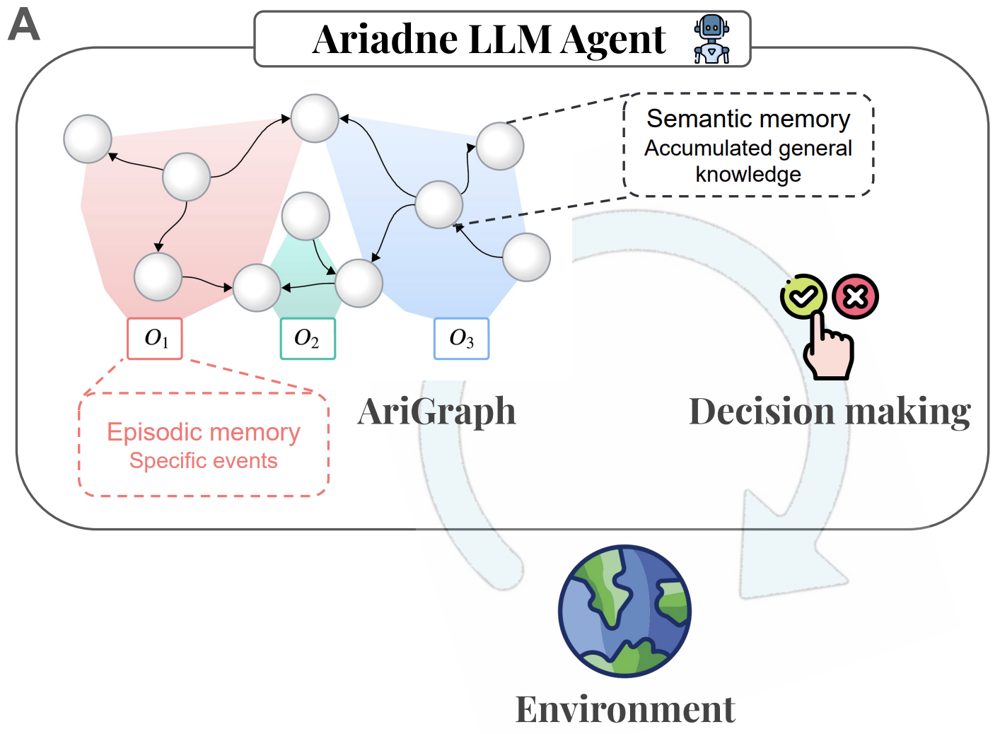 A
Ariadne LLM Agent
Semantic memory
Accumulated general
knowledge
O₁
O₂
O₃
Episodic memory
Specific events
AriGraph
Decision making
Environment